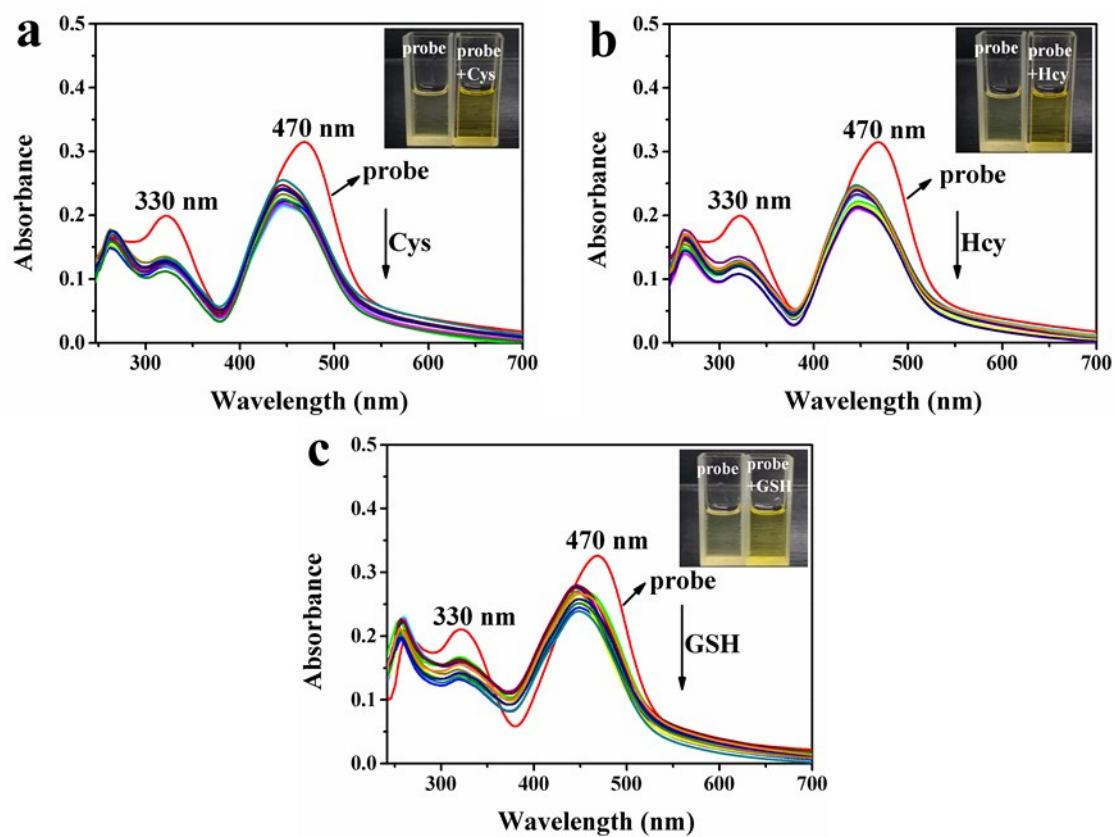 a
0.5
0.4
0.3
0.2
0.1
0.0
Absorbance
330 nm
470 nm
probe
Cys
probe
probe
+Cys
300
400
500
600
700
Wavelength (nm)
b
0.5
0.4
0.3
0.2
0.1
0.0
Absorbance
330 nm
470 nm
probe
Hcy
probe
probe
+Hcy
300
400
500
600
700
Wavelength (nm)
c
0.5
0.4
0.3
0.2
0.1
0.0
Absorbance
330 nm
470 nm
probe
GSH
probe
probe
+GSH
300
400
500
600
700
Wavelength (nm)